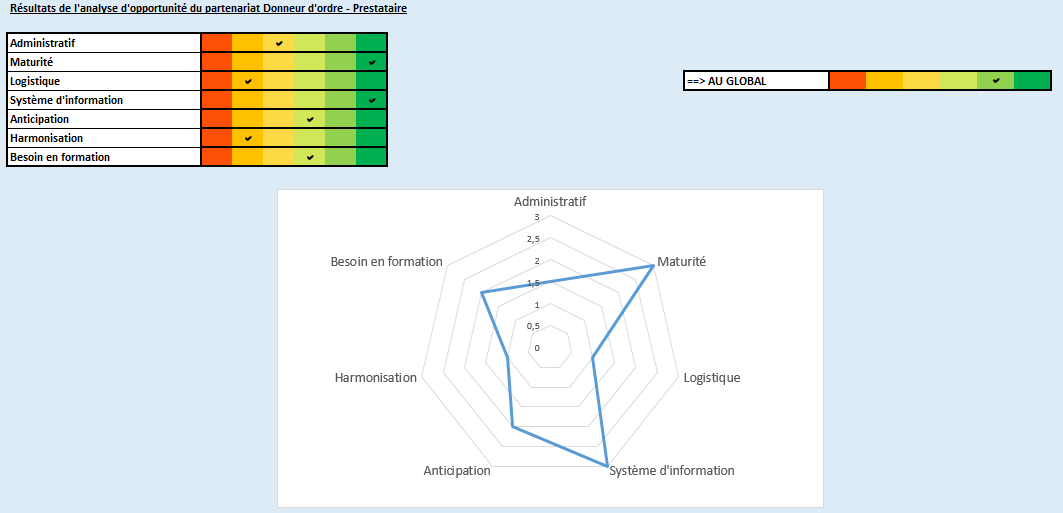 Résultats de l'analyse d'opportunité du partenariat Donneur d'ordre - Prestataire
Administratif
Maturité
Logistique
Système d'information
Anticipation
Harmonisation
Besoin en formation
==> AU GLOBAL
Administratif
3
2,5
2
1,5
1
0,5
0
Maturité
Logistique
Système d'information
Anticipation
Harmonisation
Besoin en formation